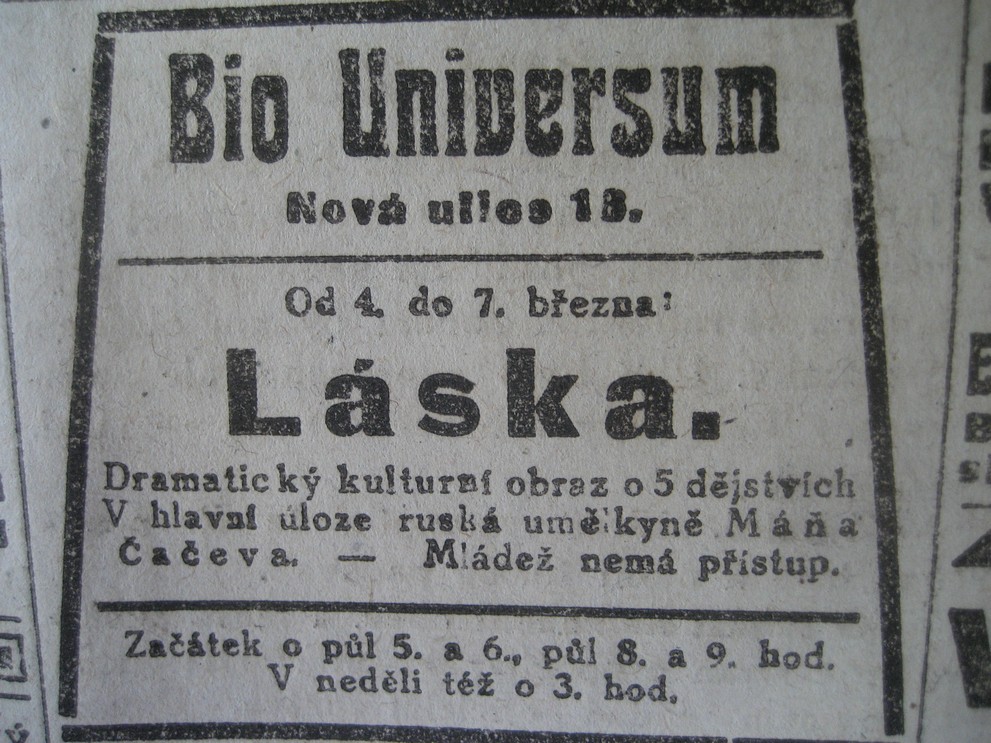 Bio Universum
Nová ulice 18.
Od 4. do 7. března:
Láska.
Dramatický kulturní obraz o 5 dějstvích
V hlavní úloze ruská umělkyně Máňa
Čačeva. — Mládež nemá přístup.
Začátek o půl 5. a 6., půl 8. a 9. hod.
V neděli též o 3. hod.